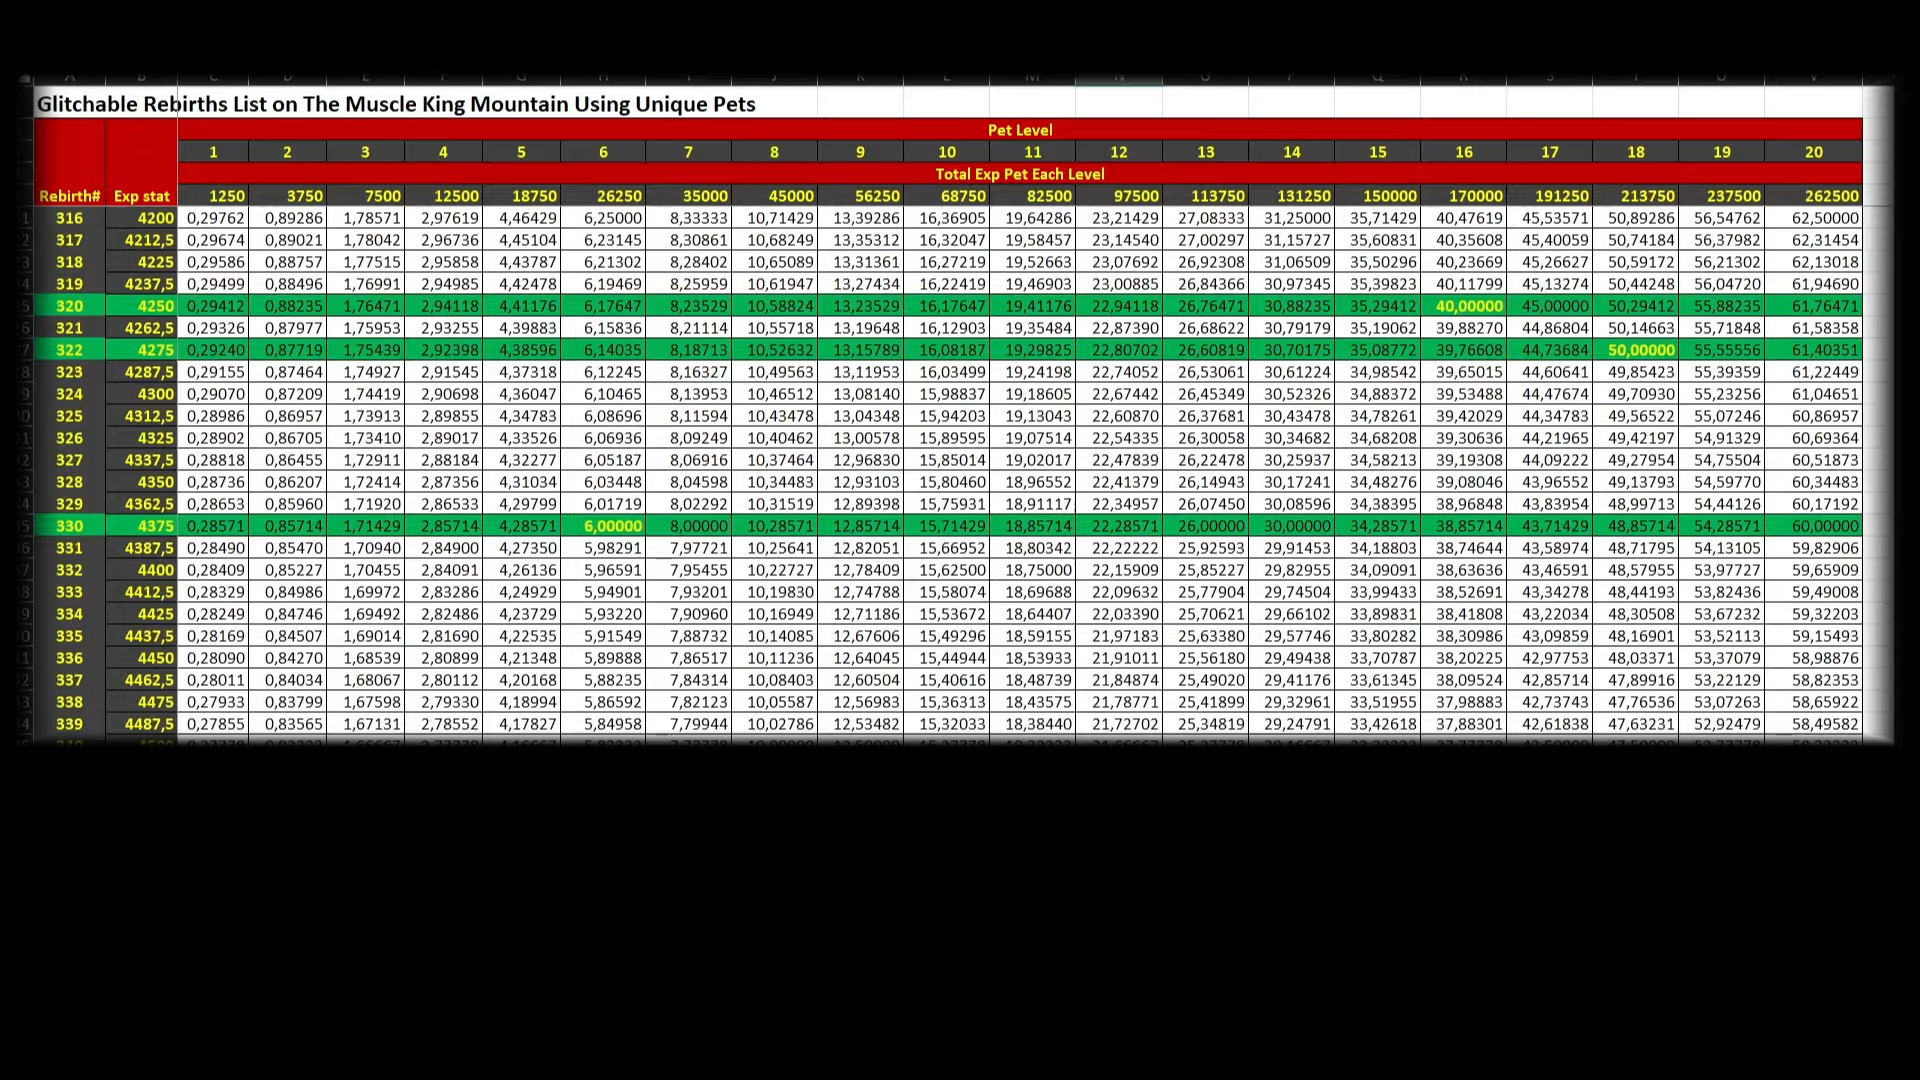 Glitchable Rebirths List on The Muscle King Mountain Using Unique Pets
Pet Level
1 2 3 4 5 6 7 8 9 10 11 12 13 14 15 16 17 18 19 20
Total Exp Pet Each Level
Rebirth# Exp stat 1250 3750 7500 12500 18750 26250 35000 45000 56250 68750 82500 97500 113750 131250 150000 170000 191250 213750 237500 262500
316 4200 0,29762 0,89286 1,78571 2,97619 4,46429 6,25000 8,33333 10,71429 13,39286 16,36905 19,64286 23,21429 27,08333 31,25000 35,71429 40,47619 45,53571 50,89286 56,54762 62,50000
317 4212,5 0,29674 0,89021 1,78042 2,96736 4,45104 6,23145 8,30861 10,68249 13,35312 16,32047 19,58457 23,14540 27,00297 31,15727 35,60831 40,35608 45,40059 50,74184 56,37982 62,31454
318 4225 0,29586 0,88757 1,77515 2,95858 4,43787 6,21302 8,28402 10,65089 13,31361 16,27219 19,52663 23,07692 26,92308 31,06509 35,50296 40,23669 45,26627 50,59172 56,21302 62,13018
319 4237,5 0,29499 0,88496 1,76991 2,94985 4,42478 6,19469 8,25959 10,61947 13,27434 16,22419 19,46903 23,00885 26,84366 30,97345 35,39823 40,11799 45,13274 50,44248 56,04720 61,94690
320 4250 0,29412 0,88235 1,76471 2,94118 4,41176 6,17647 8,23529 10,58824 13,23529 16,17647 19,41176 22,94118 26,76471 30,88235 35,29412 40,00000 45,00000 50,29412 55,88235 61,76471
321 4262,5 0,29326 0,87977 1,75953 2,93255 4,39883 6,15836 8,21114 10,55718 13,19648 16,12903 19,35484 22,87390 26,68622 30,79179 35,19062 39,88270 44,86804 50,14663 55,71848 61,58358
322 4275 0,29240 0,87719 1,75439 2,92398 4,38596 6,14035 8,18713 10,52632 13,15789 16,08187 19,29825 22,80702 26,60819 30,70175 35,08772 39,76608 44,73684 50,00000 55,55556 61,40351
323 4287,5 0,29155 0,87464 1,74927 2,91545 4,37318 6,12245 8,16327 10,49563 13,11953 16,03499 19,24198 22,74052 26,53061 30,61224 34,98542 39,65015 44,60641 49,85423 55,39359 61,22449
324 4300 0,29070 0,87209 1,74419 2,90698 4,36047 6,10465 8,13953 10,46512 13,08140 15,98837 19,18605 22,67442 26,45349 30,52326 34,88372 39,53488 44,47674 49,70930 55,23256 61,04651
325 4312,5 0,28986 0,86957 1,73913 2,89855 4,34783 6,08696 8,11594 10,43478 13,04348 15,94203 19,13043 22,60870 26,37681 30,43478 34,78261 39,42029 44,34783 49,56522 55,07246 60,86957
326 4325 0,28902 0,86705 1,73410 2,89017 4,33526 6,06936 8,09249 10,40462 13,00578 15,89595 19,07514 22,54335 26,30058 30,34682 34,68208 39,30636 44,21965 49,42197 54,91329 60,69364
327 4337,5 0,28818 0,86455 1,72911 2,88184 4,32277 6,05187 8,06916 10,37464 12,96830 15,85014 19,02017 22,47839 26,22478 30,25937 34,58213 39,19308 44,09222 49,27954 54,75504 60,51873
328 4350 0,28736 0,86207 1,72414 2,87356 4,31034 6,03448 8,04598 10,34483 12,93103 15,80460 18,96552 22,41379 26,14943 30,17241 34,48276 39,08046 43,96552 49,13793 54,59770 60,34483
329 4362,5 0,28653 0,85960 1,71920 2,86533 4,29799 6,01719 8,02292 10,31519 12,89398 15,75931 18,91117 22,34957 26,07450 30,08596 34,38395 38,96848 43,83954 48,99713 54,44126 60,17192
330 4375 0,28571 0,85714 1,71429 2,85714 4,28571 6,00000 8,00000 10,28571 12,85714 15,71429 18,85714 22,28571 26,00000 30,00000 34,28571 38,85714 43,71429 48,85714 54,28571 60,00000
331 4387,5 0,28490 0,85470 1,70940 2,84900 4,27350 5,98291 7,97721 10,25641 12,82051 15,66952 18,80342 22,22222 25,92593 29,91453 34,18803 38,74644 43,58974 48,71795 54,13105 59,82906
332 4400 0,28409 0,85227 1,70455 2,84091 4,26136 5,96591 7,95455 10,22727 12,78409 15,62500 18,75000 22,15909 25,85227 29,82955 34,09091 38,63636 43,46591 48,57955 53,97727 59,65909
333 4412,5 0,28329 0,84986 1,69972 2,83286 4,24929 5,94901 7,93201 10,19830 12,74788 15,58074 18,69688 22,09632 25,77904 29,74504 33,99433 38,52691 43,34278 48,44193 53,82436 59,49008
334 4425 0,28249 0,84746 1,69492 2,82486 4,23729 5,93220 7,90960 10,16949 12,71186 15,53672 18,64407 22,03390 25,70621 29,66102 33,89831 38,41808 43,22034 48,30508 53,67232 59,32203
335 4437,5 0,28169 0,84507 1,69014 2,81690 4,22535 5,91549 7,88732 10,14085 12,67606 15,49296 18,59155 21,97183 25,63380 29,57746 33,80282 38,30986 43,09859 48,16901 53,52113 59,15493
336 4450 0,28090 0,84270 1,68539 2,80899 4,21348 5,89888 7,86517 10,11236 12,64045 15,44944 18,53933 21,91011 25,56180 29,49438 33,70787 38,20225 42,97753 48,03371 53,37079 58,98876
337 4462,5 0,28011 0,84034 1,68067 2,80112 4,20168 5,88235 7,84314 10,08403 12,60504 15,40616 18,48739 21,84874 25,49020 29,41176 33,61345 38,09524 42,85714 47,89916 53,22129 58,82353
338 4475 0,27933 0,83799 1,67598 2,79330 4,18994 5,86592 7,82123 10,05587 12,56983 15,36313 18,43575 21,78771 25,41899 29,32961 33,51955 37,98883 42,73743 47,76536 53,07263 58,65922
339 4487,5 0,27855 0,83565 1,67131 2,78552 4,17827 5,84958 7,79944 10,02786 12,53482 15,32033 18,38440 21,72702 25,34819 29,24791 33,42618 37,88301 42,61838 47,63231 52,92479 58,49582